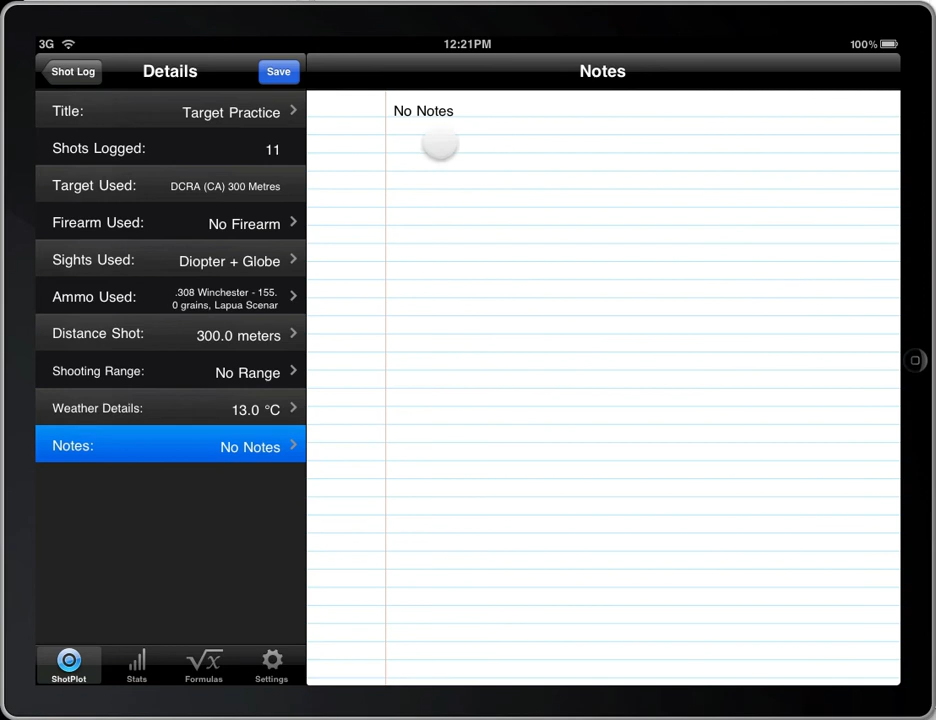 3G 12:21PM 100%
Shot Log Details Save Notes
Title: Target Practice
No Notes
Shots Logged: 11
Target Used: DCRA (CA) 300 Metres
Firearm Used: No Firearm
Sights Used: Diopter + Globe
Ammo Used: .308 Winchester - 155.
0 grains, Lapua Scenar
Distance Shot: 300.0 meters
Shooting Range: No Range
Weather Details: 13.0 °C
Notes: No Notes
ShotPlot Stats Formulas Settings